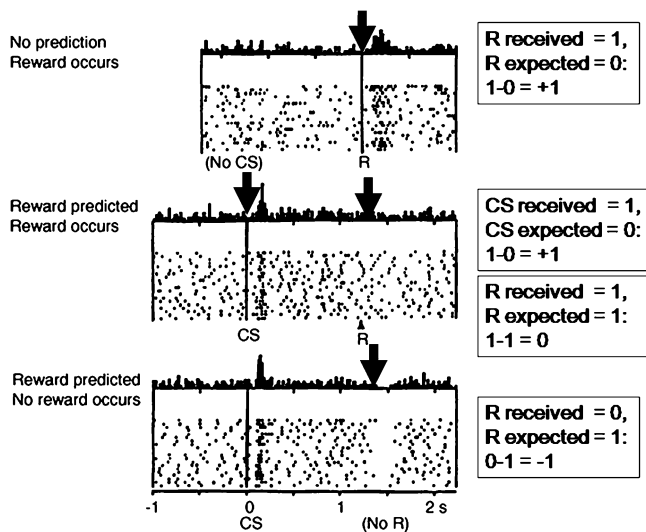 No prediction
Reward occurs
(No CS)
R
R received = 1,
R expected = 0:
1-0 = +1
Reward predicted
Reward occurs
CS
R
CS received = 1,
CS expected = 0:
1-0 = +1
R received = 1,
R expected = 1:
1-1 = 0
Reward predicted
No reward occurs
-1
0
1
2 s
CS
(No R)
R received = 0,
R expected = 1:
0-1 = -1